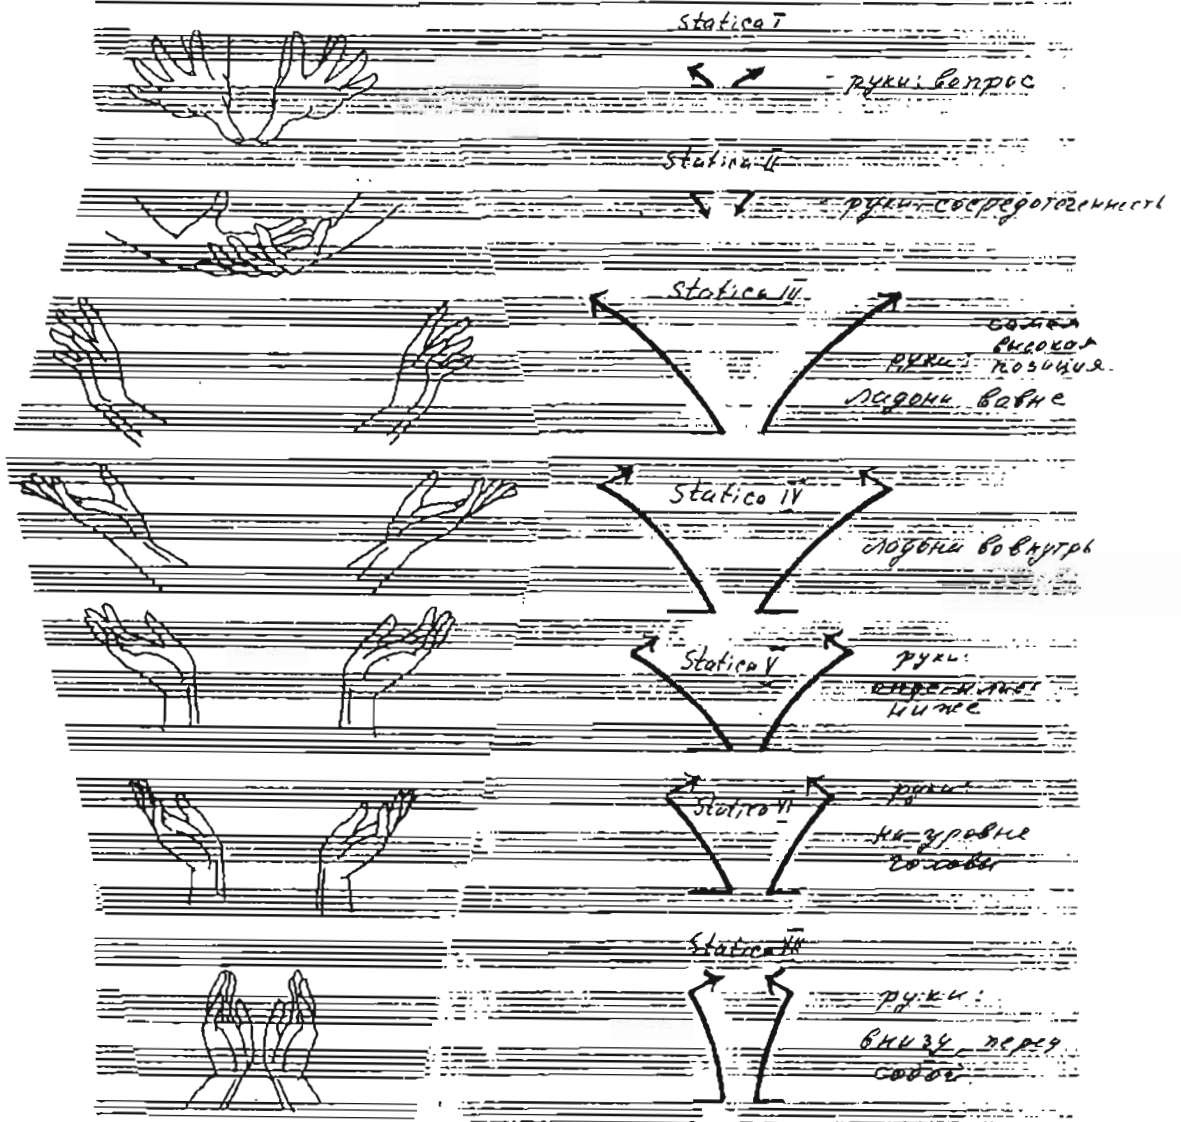 Statica I
- руки: вопрос
Statica II
- руки: сосредоточенность
Statica III
самая
высокая
руки: позиция.
ладони вовне
Statica IV
ладони вовнутрь
Statica V
руки:
ниже
Statica VI
руки:
на уровне
головы
Statica VII
руки:
внизу, перед
собой.